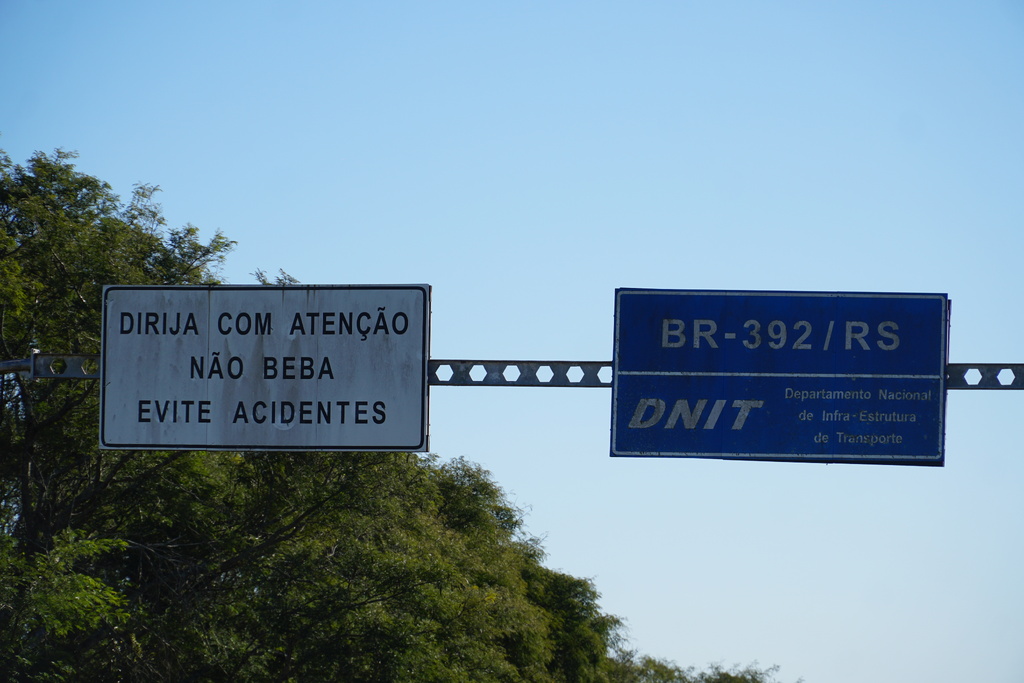 DIRIJA COM ATENÇÃO
NÃO BEBA
EVITE ACIDENTES
BR-392/RS
DNIT
Departamento Nacional
de Infra-Estrutura
de Transporte